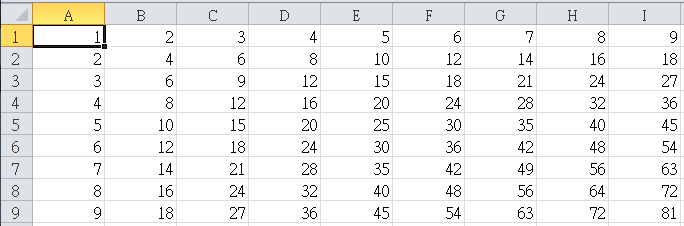 A B C D E F G H I
1 1 2 3 4 5 6 7 8 9
2 2 4 6 8 10 12 14 16 18
3 3 6 9 12 15 18 21 24 27
4 4 8 12 16 20 24 28 32 36
5 5 10 15 20 25 30 35 40 45
6 6 12 18 24 30 36 42 48 54
7 7 14 21 28 35 42 49 56 63
8 8 16 24 32 40 48 56 64 72
9 9 18 27 36 45 54 63 72 81